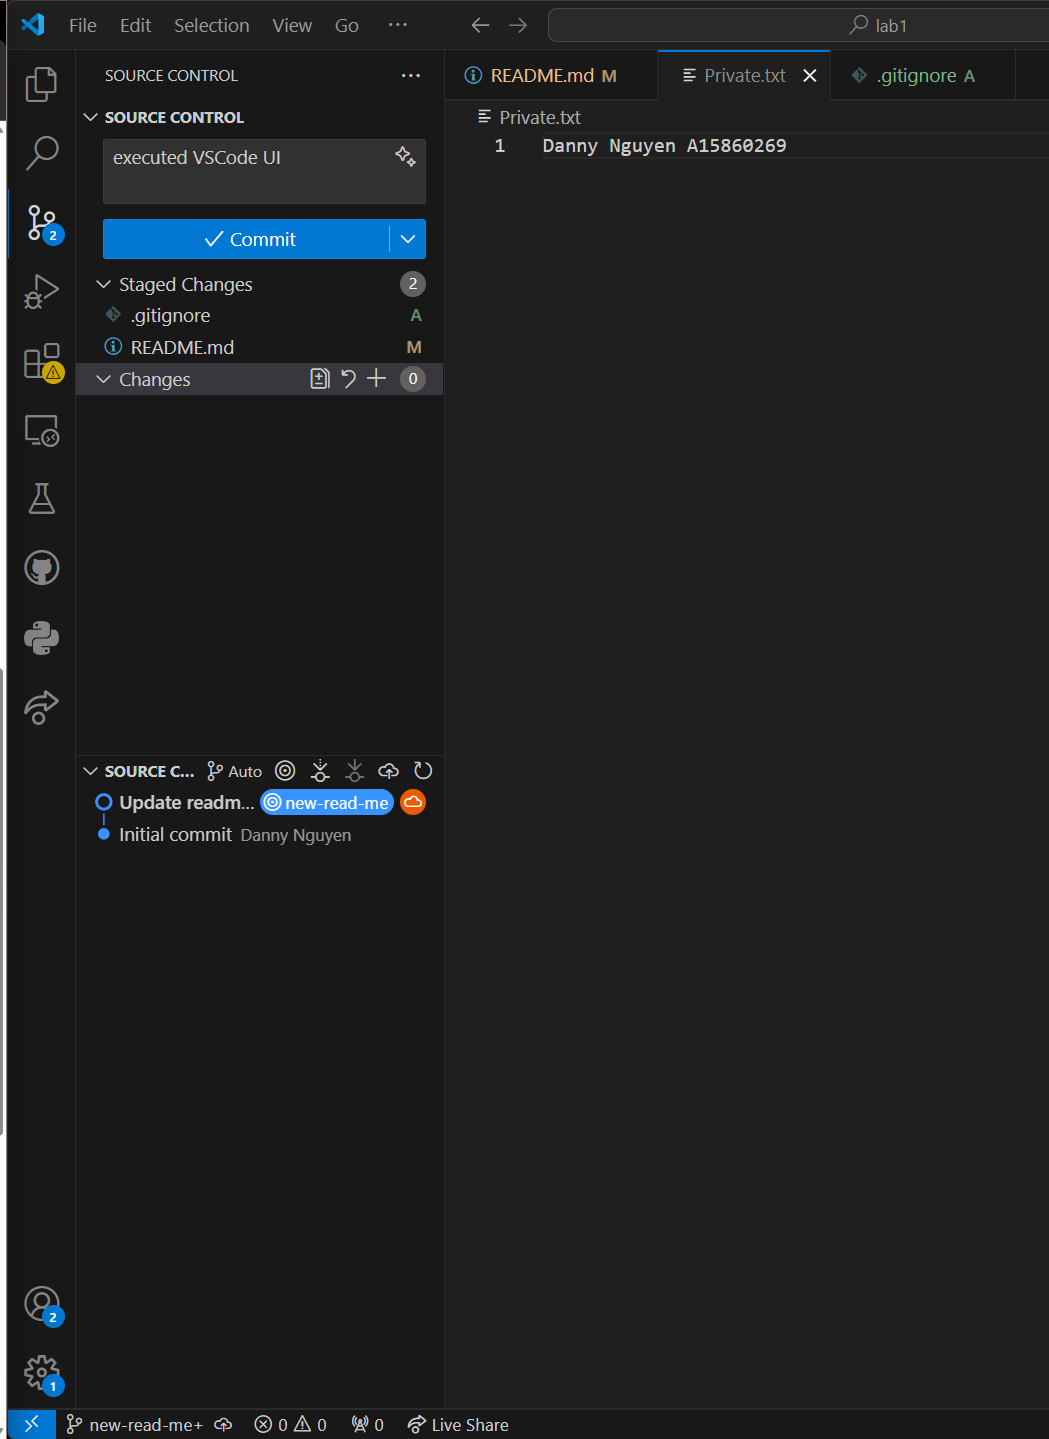 File Edit Selection View Go ··· lab1
SOURCE CONTROL ···
SOURCE CONTROL
executed VSCode UI
Commit
Staged Changes 2
.gitignore A
README.md M
Changes 0
2
README.md M Private.txt .gitignore A
Private.txt
1 Danny Nguyen A15860269
SOURCE C... Auto
Update readm... new-read-me
Initial commit Danny Nguyen
2
1
new-read-me+ 0 0 0 Live Share